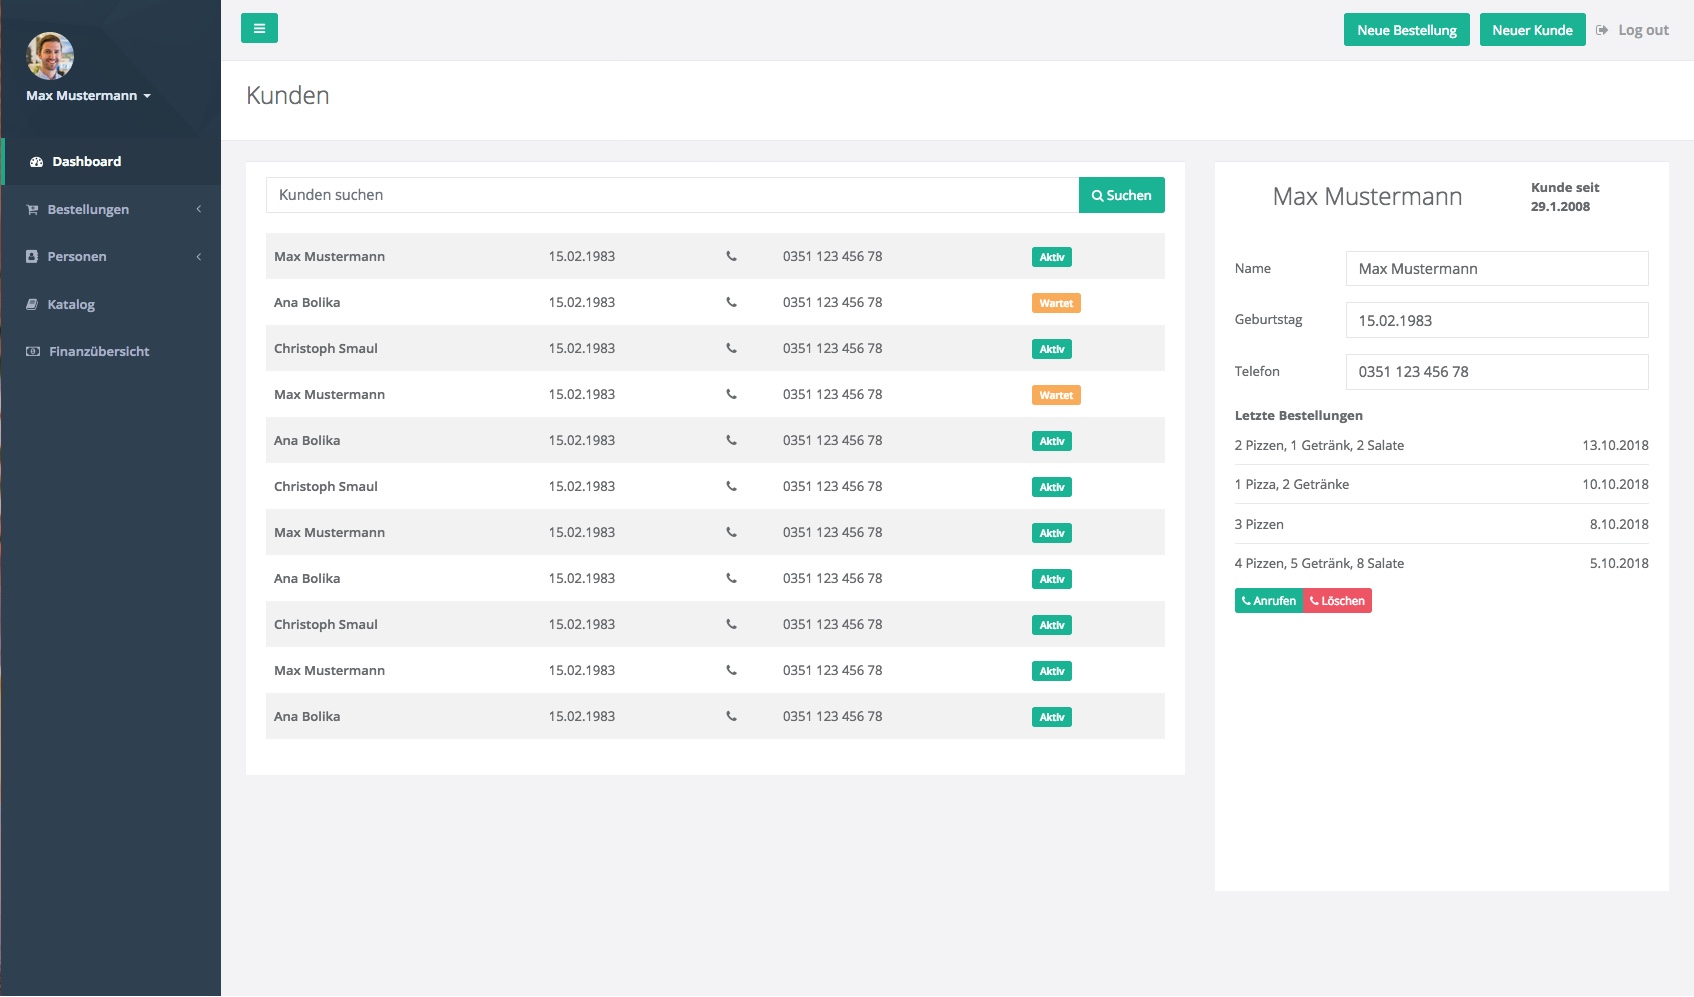 Neue Bestellung Neuer Kunde Log out
Max Mustermann
Dashboard
Bestellungen
Personen
Katalog
Finanzübersicht
Kunden
Kunden suchen Suchen
Max Mustermann 15.02.1983 0351 123 456 78 Aktiv
Ana Bolika 15.02.1983 0351 123 456 78 Wartet
Christoph Smaul 15.02.1983 0351 123 456 78 Aktiv
Max Mustermann 15.02.1983 0351 123 456 78 Wartet
Ana Bolika 15.02.1983 0351 123 456 78 Aktiv
Christoph Smaul 15.02.1983 0351 123 456 78 Aktiv
Max Mustermann 15.02.1983 0351 123 456 78 Aktiv
Ana Bolika 15.02.1983 0351 123 456 78 Aktiv
Christoph Smaul 15.02.1983 0351 123 456 78 Aktiv
Max Mustermann 15.02.1983 0351 123 456 78 Aktiv
Ana Bolika 15.02.1983 0351 123 456 78 Aktiv
Max Mustermann
Kunde seit
29.1.2008
Name Max Mustermann
Geburtstag 15.02.1983
Telefon 0351 123 456 78
Letzte Bestellungen
2 Pizzen, 1 Getränk, 2 Salate 13.10.2018
1 Pizza, 2 Getränke 10.10.2018
3 Pizzen 8.10.2018
4 Pizzen, 5 Getränk, 8 Salate 5.10.2018
Anrufen Löschen